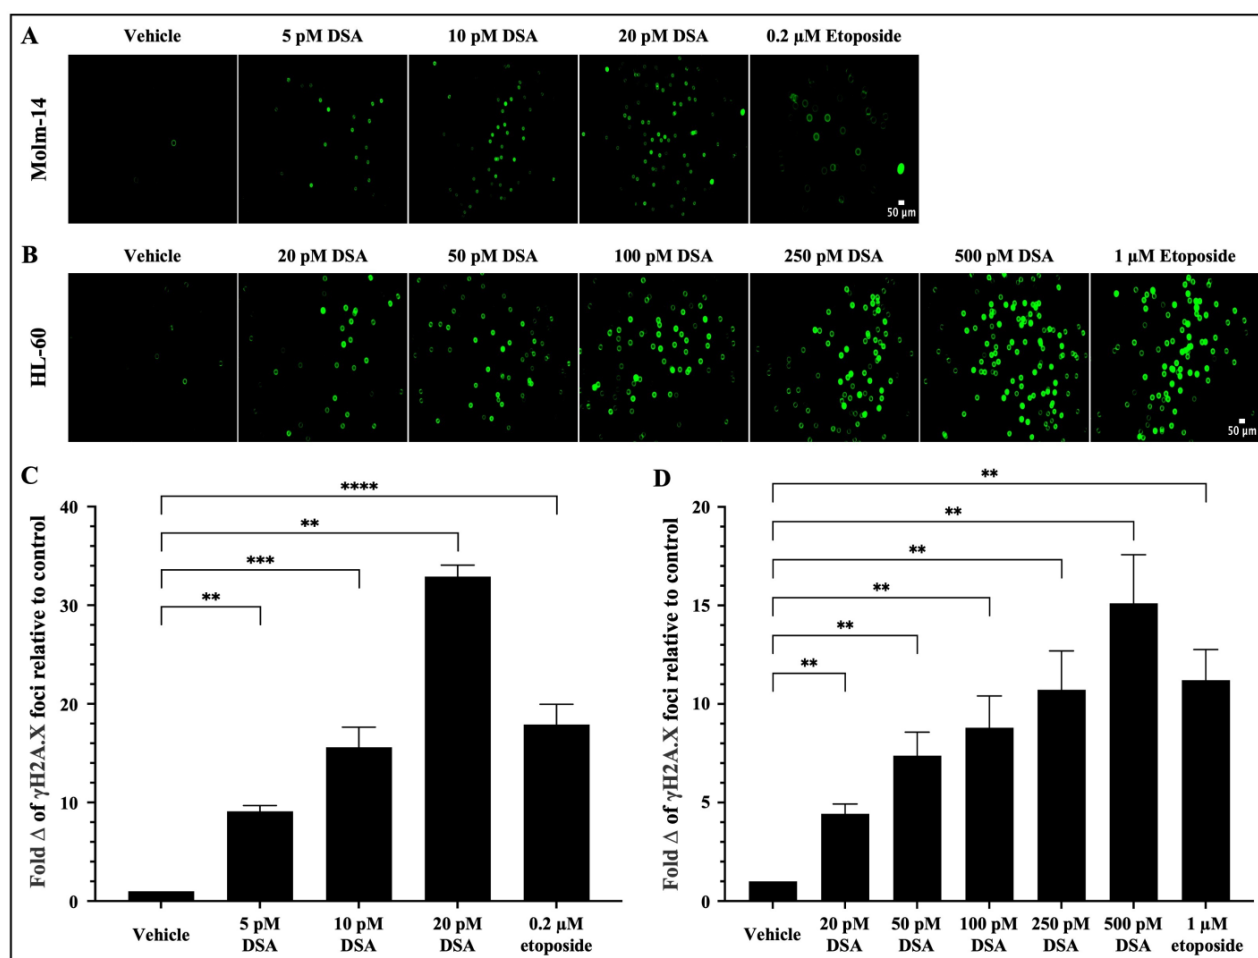 A
Vehicle 5 pM DSA 10 pM DSA 20 pM DSA 0.2 µM Etoposide
Molm-14
50 µm
B
Vehicle 20 pM DSA 50 pM DSA 100 pM DSA 250 pM DSA 500 pM DSA 1 µM Etoposide
HL-60
50 µm
C
Fold Δ of γH2A.X foci relative to control
40
30
20
10
0
****
**
***
**
Vehicle
5 pM
DSA
10 pM
DSA
20 pM
DSA
0.2 µM
etoposide
D
Fold Δ of γH2A.X foci relative to control
20
15
10
5
0
**
**
**
**
**
**
Vehicle
20 pM
DSA
50 pM
DSA
100 pM
DSA
250 pM
DSA
500 pM
DSA
1 µM
etoposide